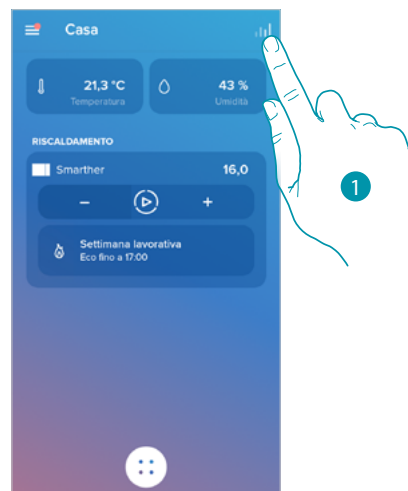 Casa
21,3 °C
Temperatura
43 %
Umidità
RISCALDAMENTO
Smarther
16,0
–
+
Settimana lavorativa
Eco fino a 17:00
1